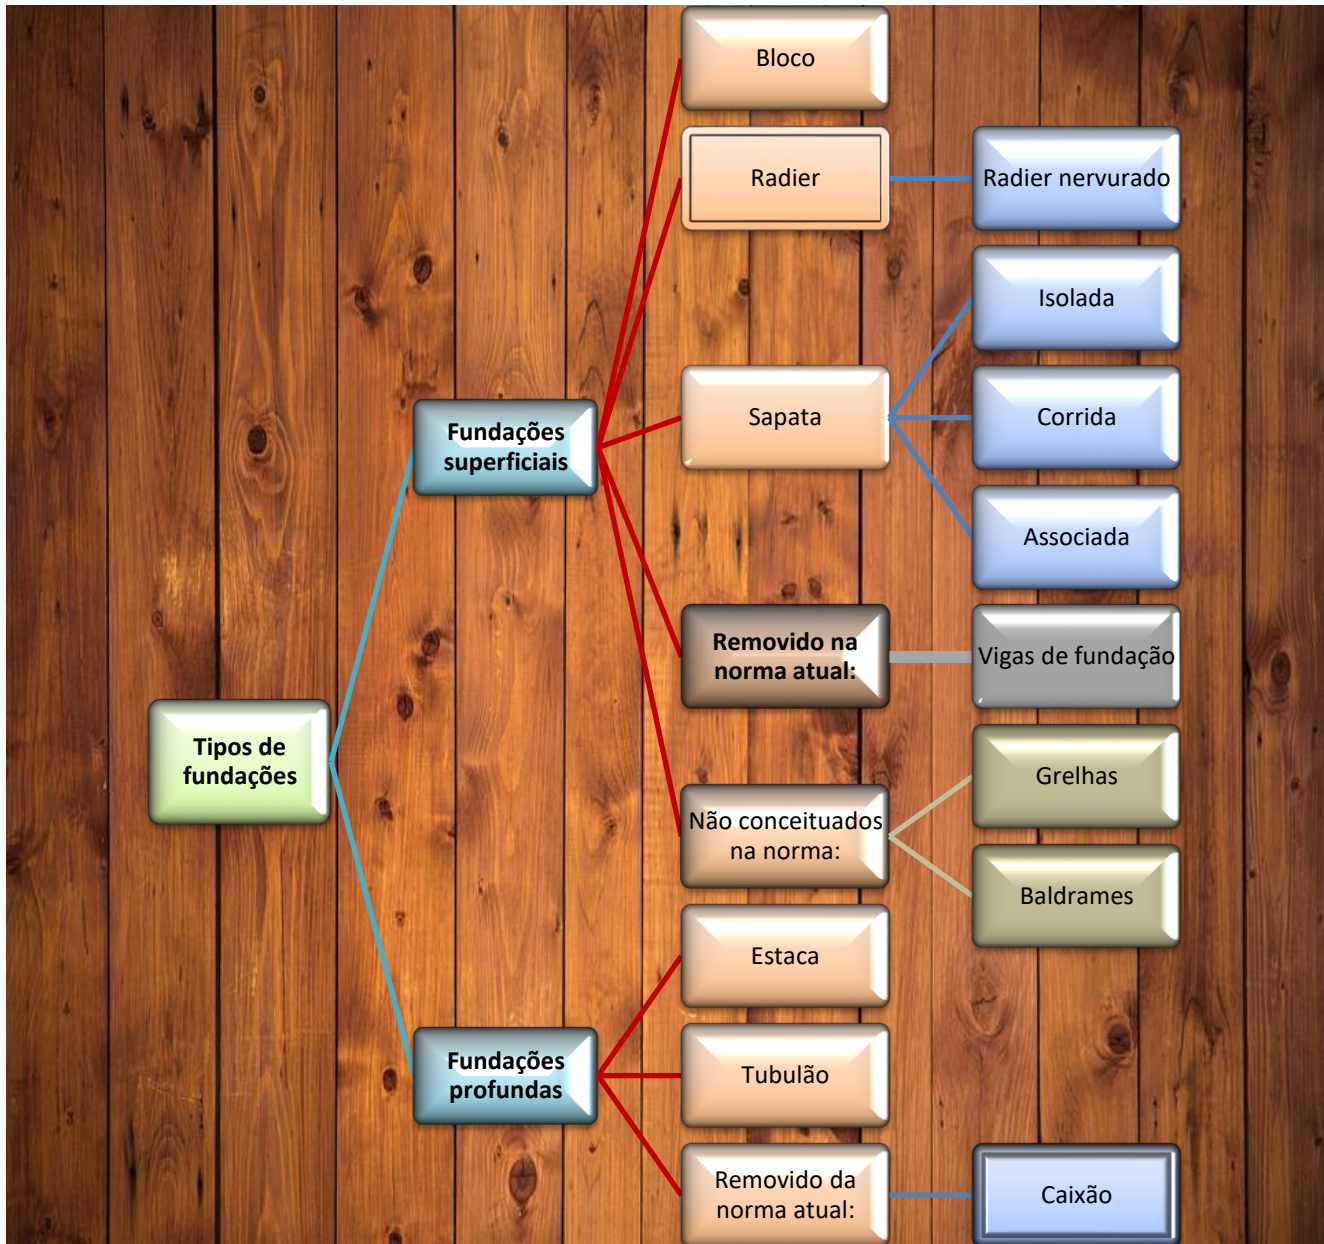 Bloco
Radier
Radier nervurado
Isolada
Sapata
Corrida
Associada
Fundações
superficiais
Removido na
norma atual:
Vigas de fundação
Tipos de
fundações
Grelhas
Não conceituados
na norma:
Baldrames
Estaca
Fundações
profundas
Tubulão
Removido da
norma atual:
Caixão